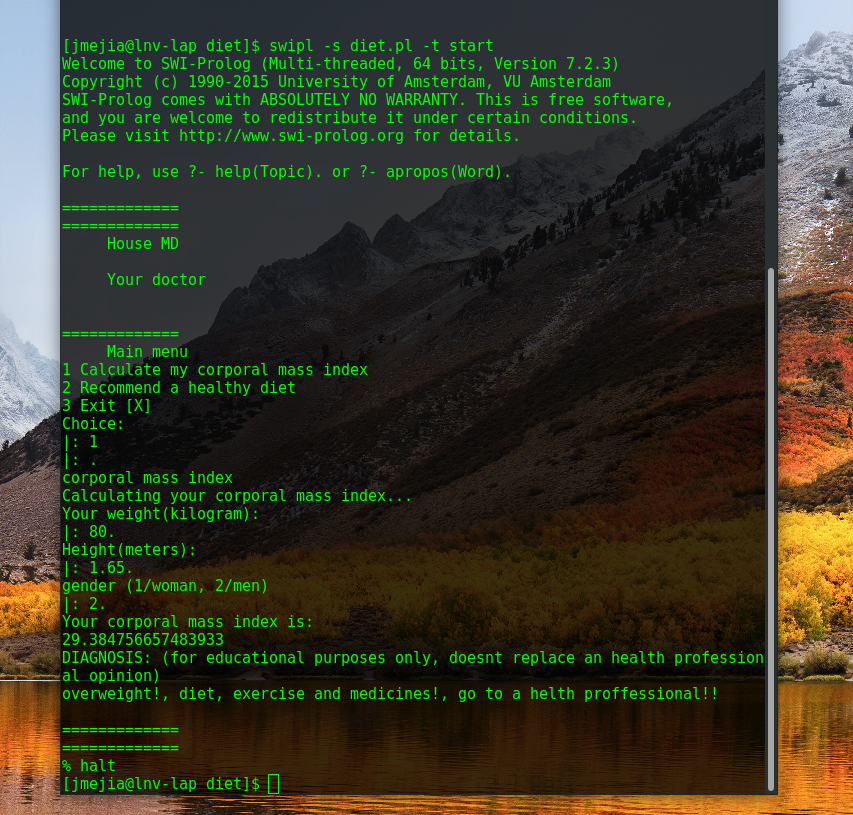 [jmejia@lnv-lap diet]$ swipl -s diet.pl -t start
Welcome to SWI-Prolog (Multi-threaded, 64 bits, Version 7.2.3)
Copyright (c) 1990-2015 University of Amsterdam, VU Amsterdam
SWI-Prolog comes with ABSOLUTELY NO WARRANTY. This is free software,
and you are welcome to redistribute it under certain conditions.
Please visit http://www.swi-prolog.org for details.

For help, use ?- help(Topic). or ?- apropos(Word).

=============
=============
     House MD

     Your doctor


=============
     Main menu
1 Calculate my corporal mass index
2 Recommend a healthy diet
3 Exit [X]
Choice:
|: 1
|: .
corporal mass index
Calculating your corporal mass index...
Your weight(kilogram):
|: 80.
Height(meters):
|: 1.65.
gender (1/woman, 2/men)
|: 2.
Your corporal mass index is:
29.384756657483933
DIAGNOSIS: (for educational purposes only, doesnt replace an health profession
al opinion)
overweight!, diet, exercise and medicines!, go to a helth proffessional!!

=============
=============
% halt
[jmejia@lnv-lap diet]$